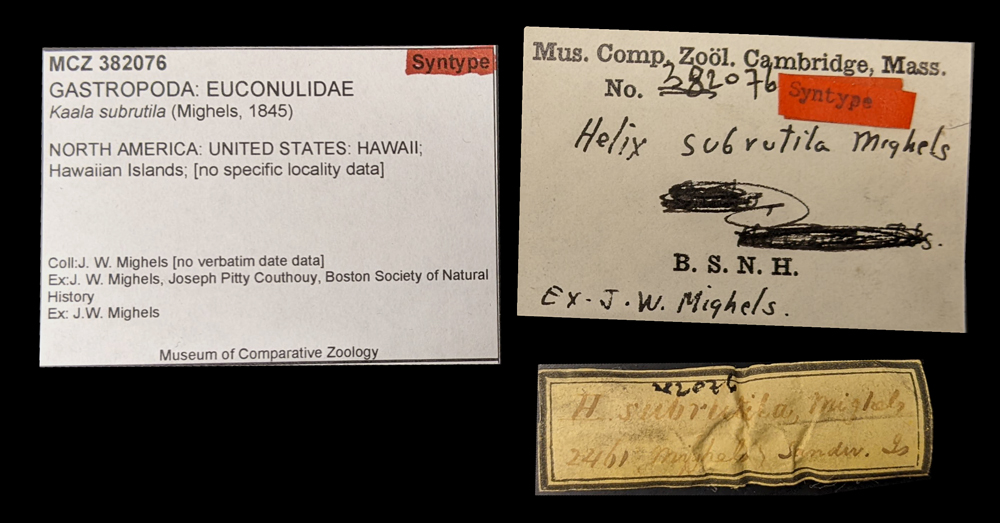 MCZ 382076
Syntype
GASTROPODA: EUCONULIDAE
Kaala subrutila (Mighels, 1845)
NORTH AMERICA: UNITED STATES: HAWAII;
Hawaiian Islands; [no specific locality data]
Coll:J. W. Mighels [no verbatim date data]
Ex:J. W. Mighels, Joseph Pitty Couthouy, Boston Society of Natural
History
Ex: J.W. Mighels
Museum of Comparative Zoology
Mus. Comp. Zoöl. Cambridge, Mass.
No. 382076
Syntype
Helix subrutila Mighels
B. S. N. H.
Ex- J. W. Mighels.
H. subrutila, Mighels
Mighels Sandw. Is